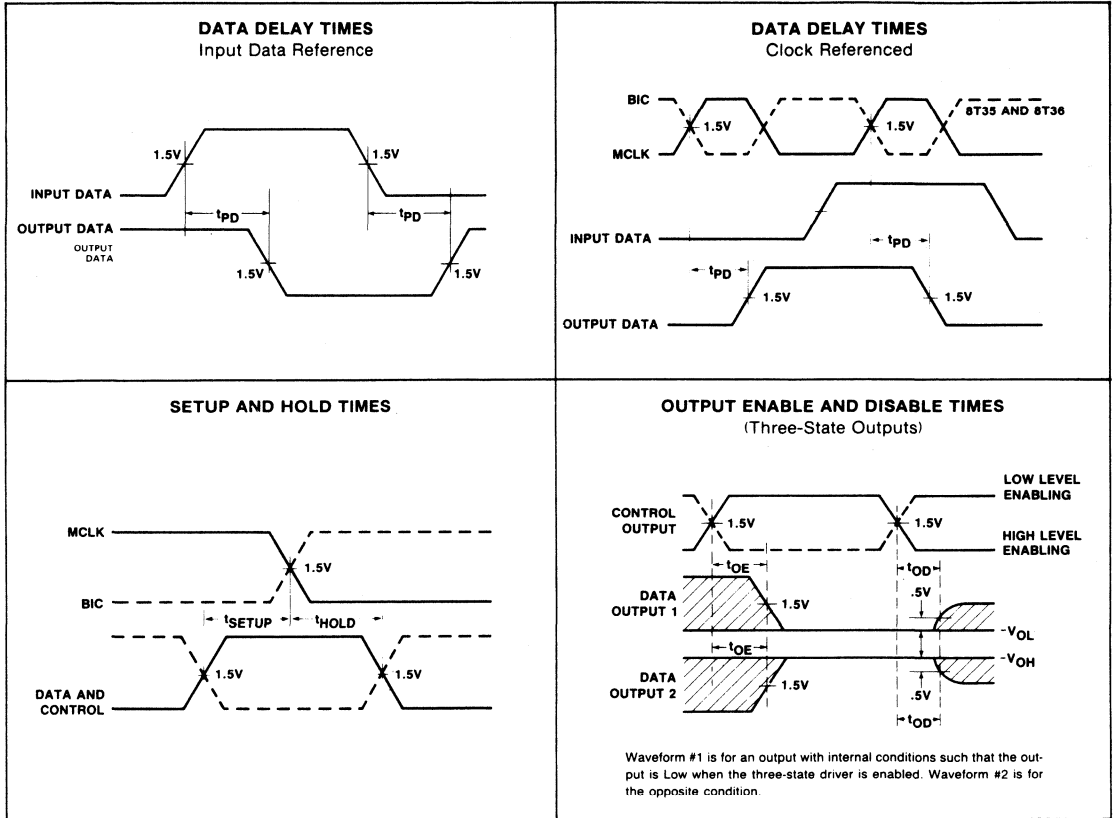 DATA DELAY TIMES
Input Data Reference
1.5V
1.5V
INPUT DATA
tPD
tPD
OUTPUT DATA
OUTPUT
DATA
1.5V
1.5V
DATA DELAY TIMES
Clock Referenced
BIC
8T35 AND 8T36
1.5V
1.5V
MCLK
INPUT DATA
tPD
tPD
1.5V
1.5V
OUTPUT DATA
SETUP AND HOLD TIMES
MCLK
1.5V
BIC
tSETUP
tHOLD
1.5V
1.5V
DATA AND
CONTROL
OUTPUT ENABLE AND DISABLE TIMES
(Three-State Outputs)
LOW LEVEL
ENABLING
CONTROL
OUTPUT
1.5V
1.5V
HIGH LEVEL
ENABLING
tOE
tOD
.5V
DATA
OUTPUT 1
1.5V
-VOL
tOE
-VOH
DATA
OUTPUT 2
1.5V
.5V
tOD
Waveform #1 is for an output with internal conditions such that the out-
put is Low when the three-state driver is enabled. Waveform #2 is for
the opposite condition.